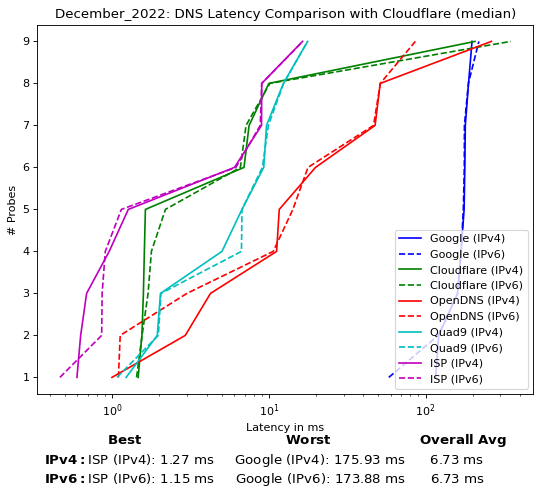 December_2022: DNS Latency Comparison with Cloudflare (median)
9
8
7
6
5
4
3
2
1
# Probes
Google (IPv4)
Google (IPv6)
Cloudflare (IPv4)
Cloudflare (IPv6)
OpenDNS (IPv4)
OpenDNS (IPv6)
Quad9 (IPv4)
Quad9 (IPv6)
ISP (IPv4)
ISP (IPv6)
10⁰ 10¹ 10²
Latency in ms
Best Worst Overall Avg
IPv4: ISP (IPv4): 1.27 ms Google (IPv4): 175.93 ms 6.73 ms
IPv6: ISP (IPv6): 1.15 ms Google (IPv6): 173.88 ms 6.73 ms